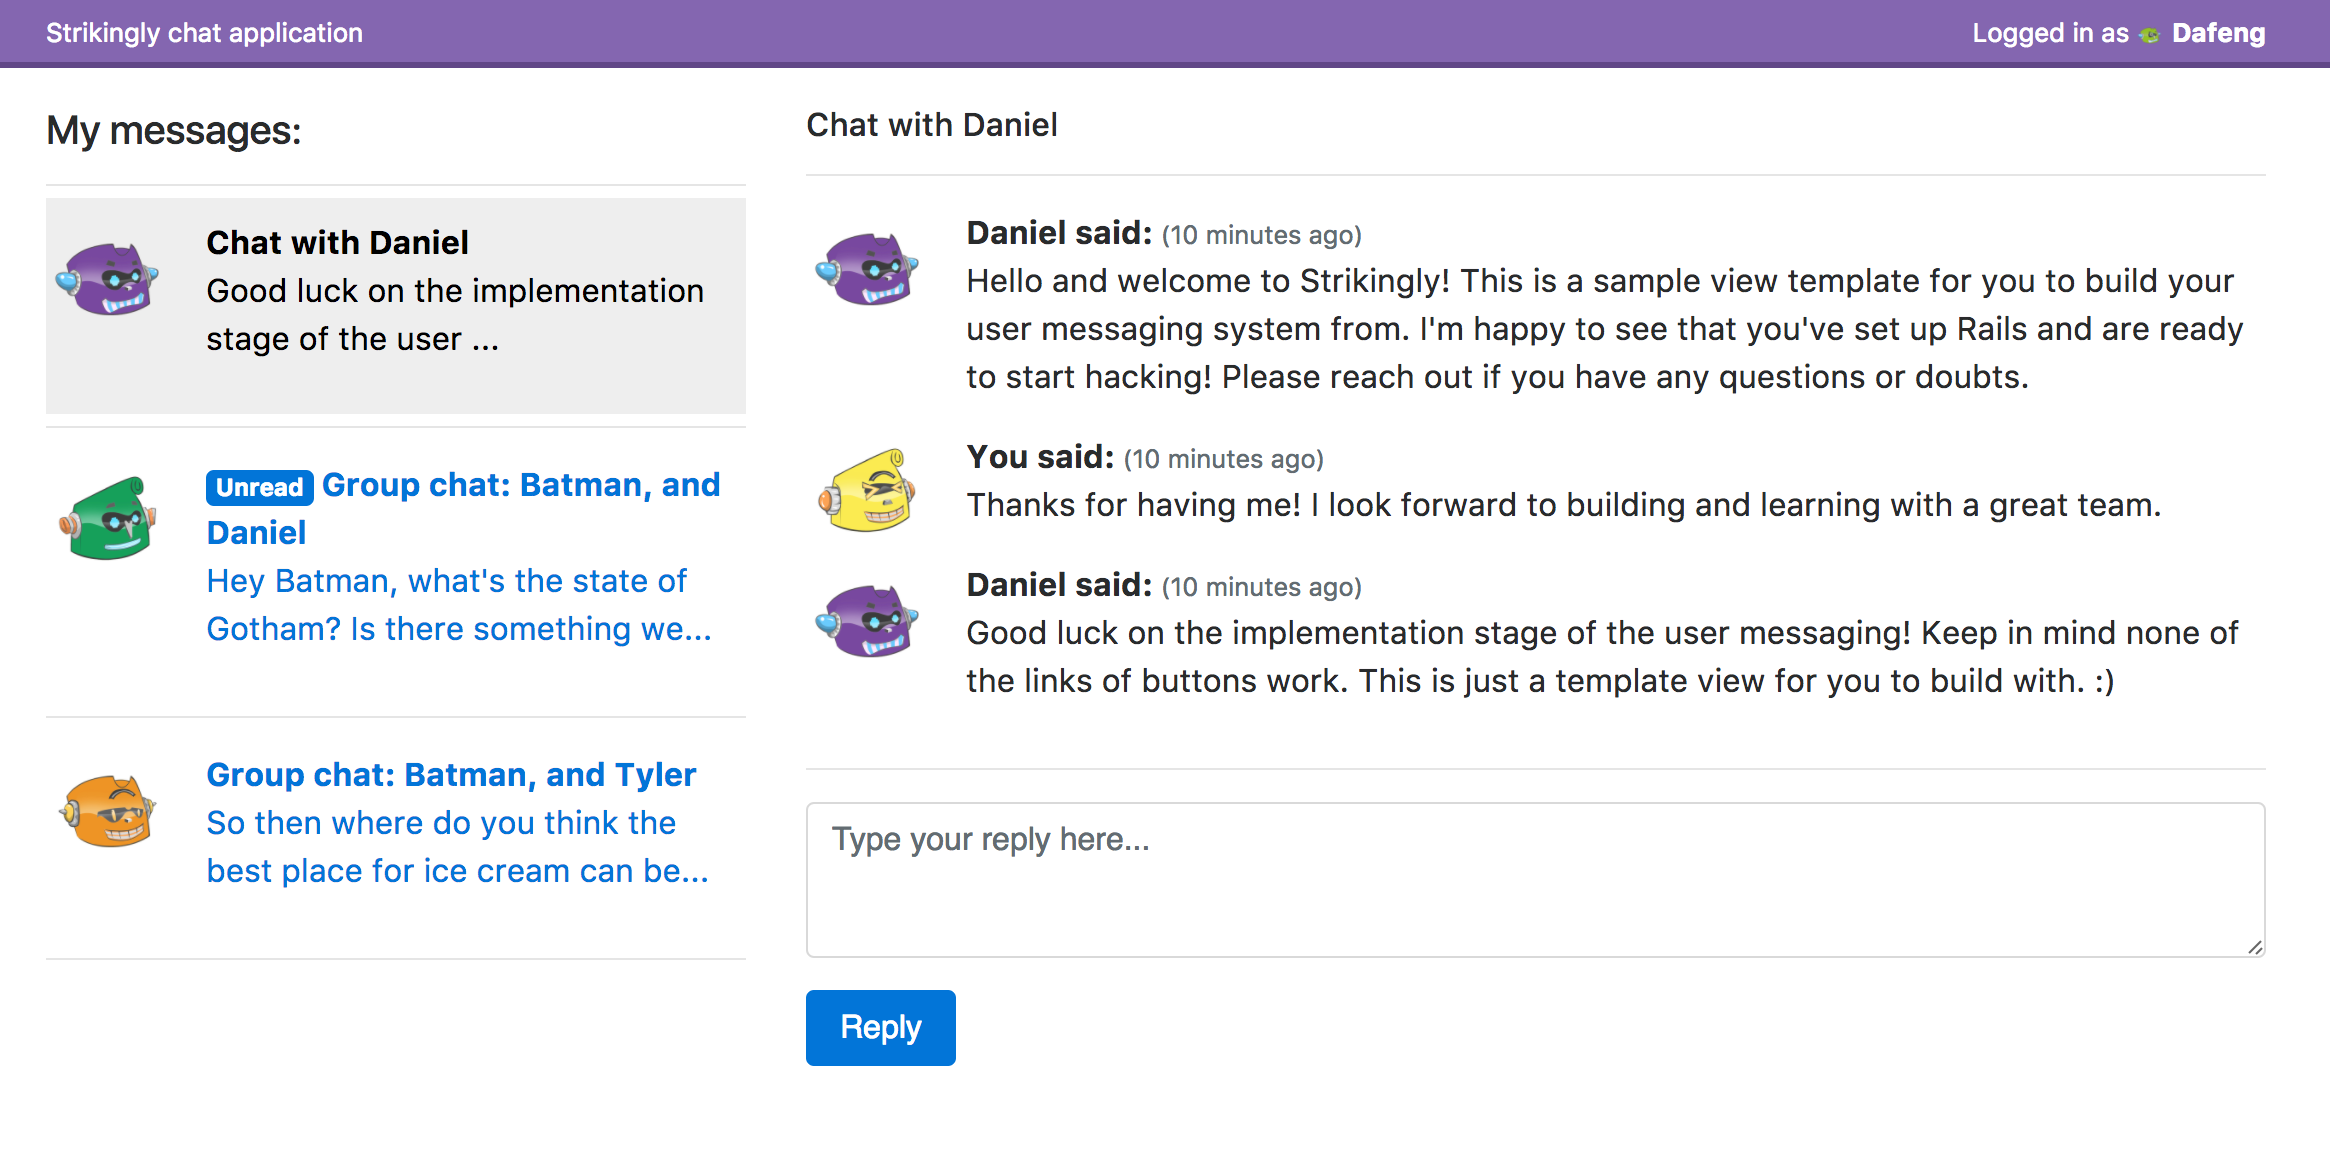 Strikingly chat application
Logged in as Dafeng
My messages:
Chat with Daniel
Good luck on the implementation
stage of the user ...
Unread Group chat: Batman, and
Daniel
Hey Batman, what's the state of
Gotham? Is there something we...
Group chat: Batman, and Tyler
So then where do you think the
best place for ice cream can be...
Chat with Daniel
Daniel said: (10 minutes ago)
Hello and welcome to Strikingly! This is a sample view template for you to build your
user messaging system from. I'm happy to see that you've set up Rails and are ready
to start hacking! Please reach out if you have any questions or doubts.
You said: (10 minutes ago)
Thanks for having me! I look forward to building and learning with a great team.
Daniel said: (10 minutes ago)
Good luck on the implementation stage of the user messaging! Keep in mind none of
the links of buttons work. This is just a template view for you to build with. :)
Type your reply here...
Reply